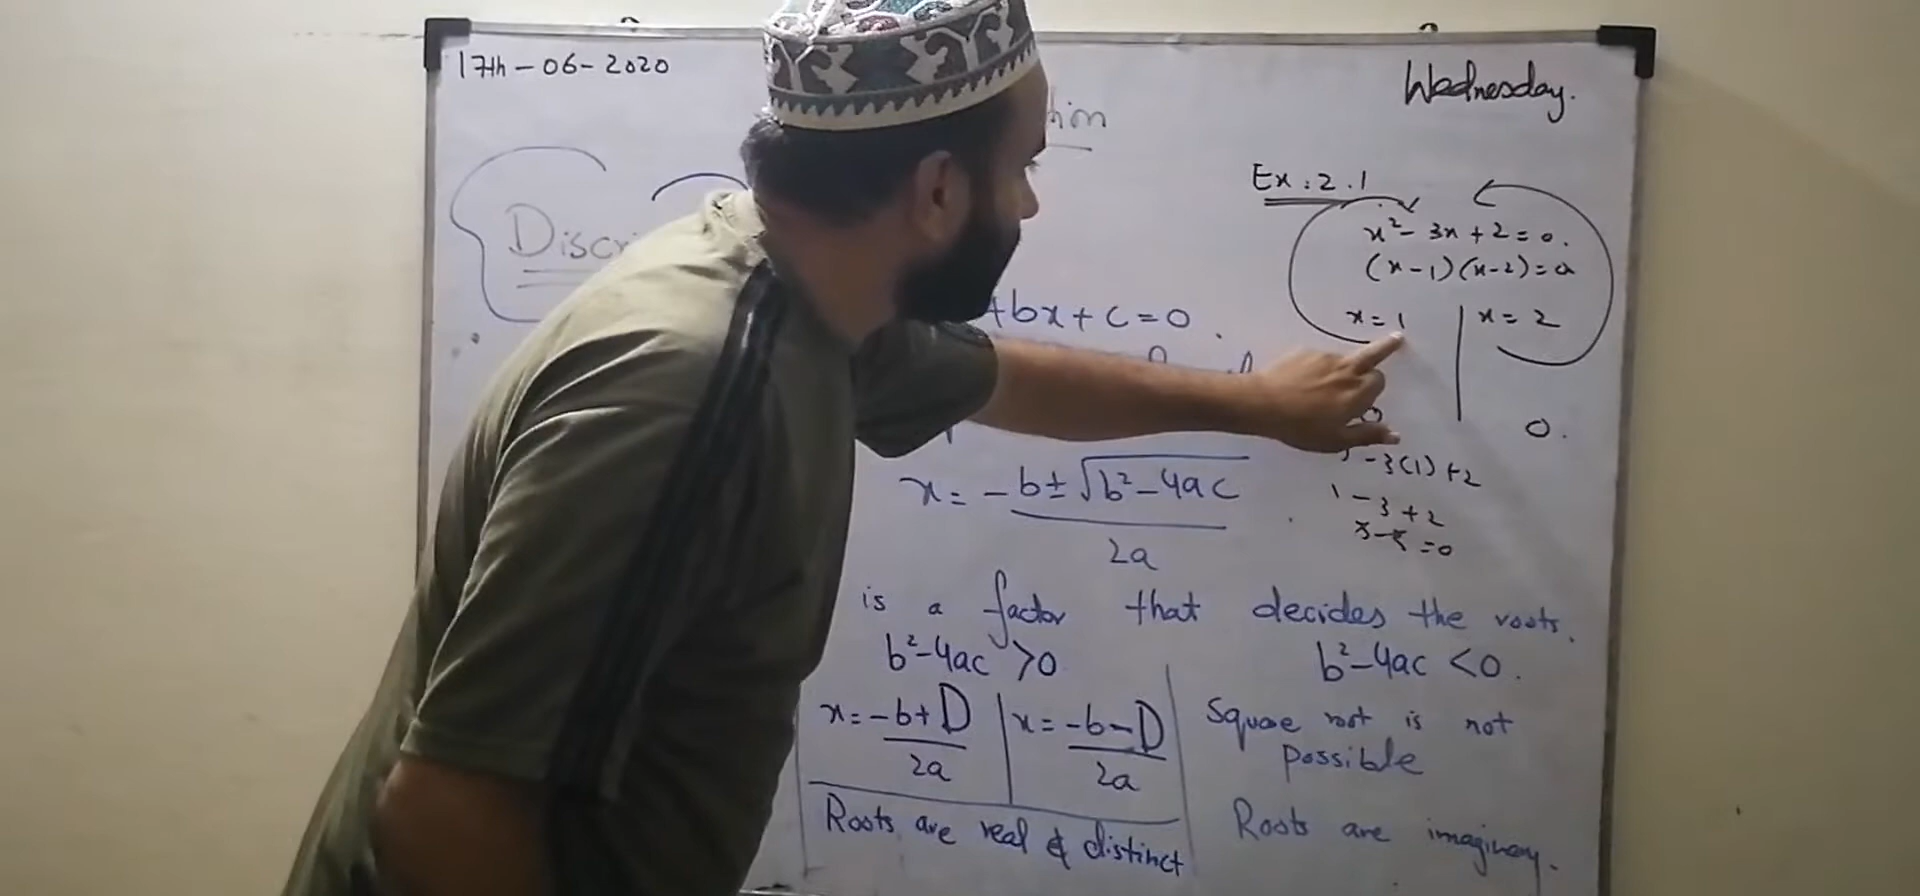 17th-06-2020
Wednesday.
Ex:2.1
x²- 3x + 2 = 0.
(x-1)(x-2)=0
x = 1 | x = 2
+bx+c=0
0 0.
-3(1)+2
x = -b±√b²-4ac
2a
1 - 3 + 2
3-3=0
is a factor that decides the roots.
b²-4ac >0
b²-4ac <0.
x=-b+D | x=-b-D
2a 2a
Square root is not
possible
Roots are real & distinct
Roots are imaginary.